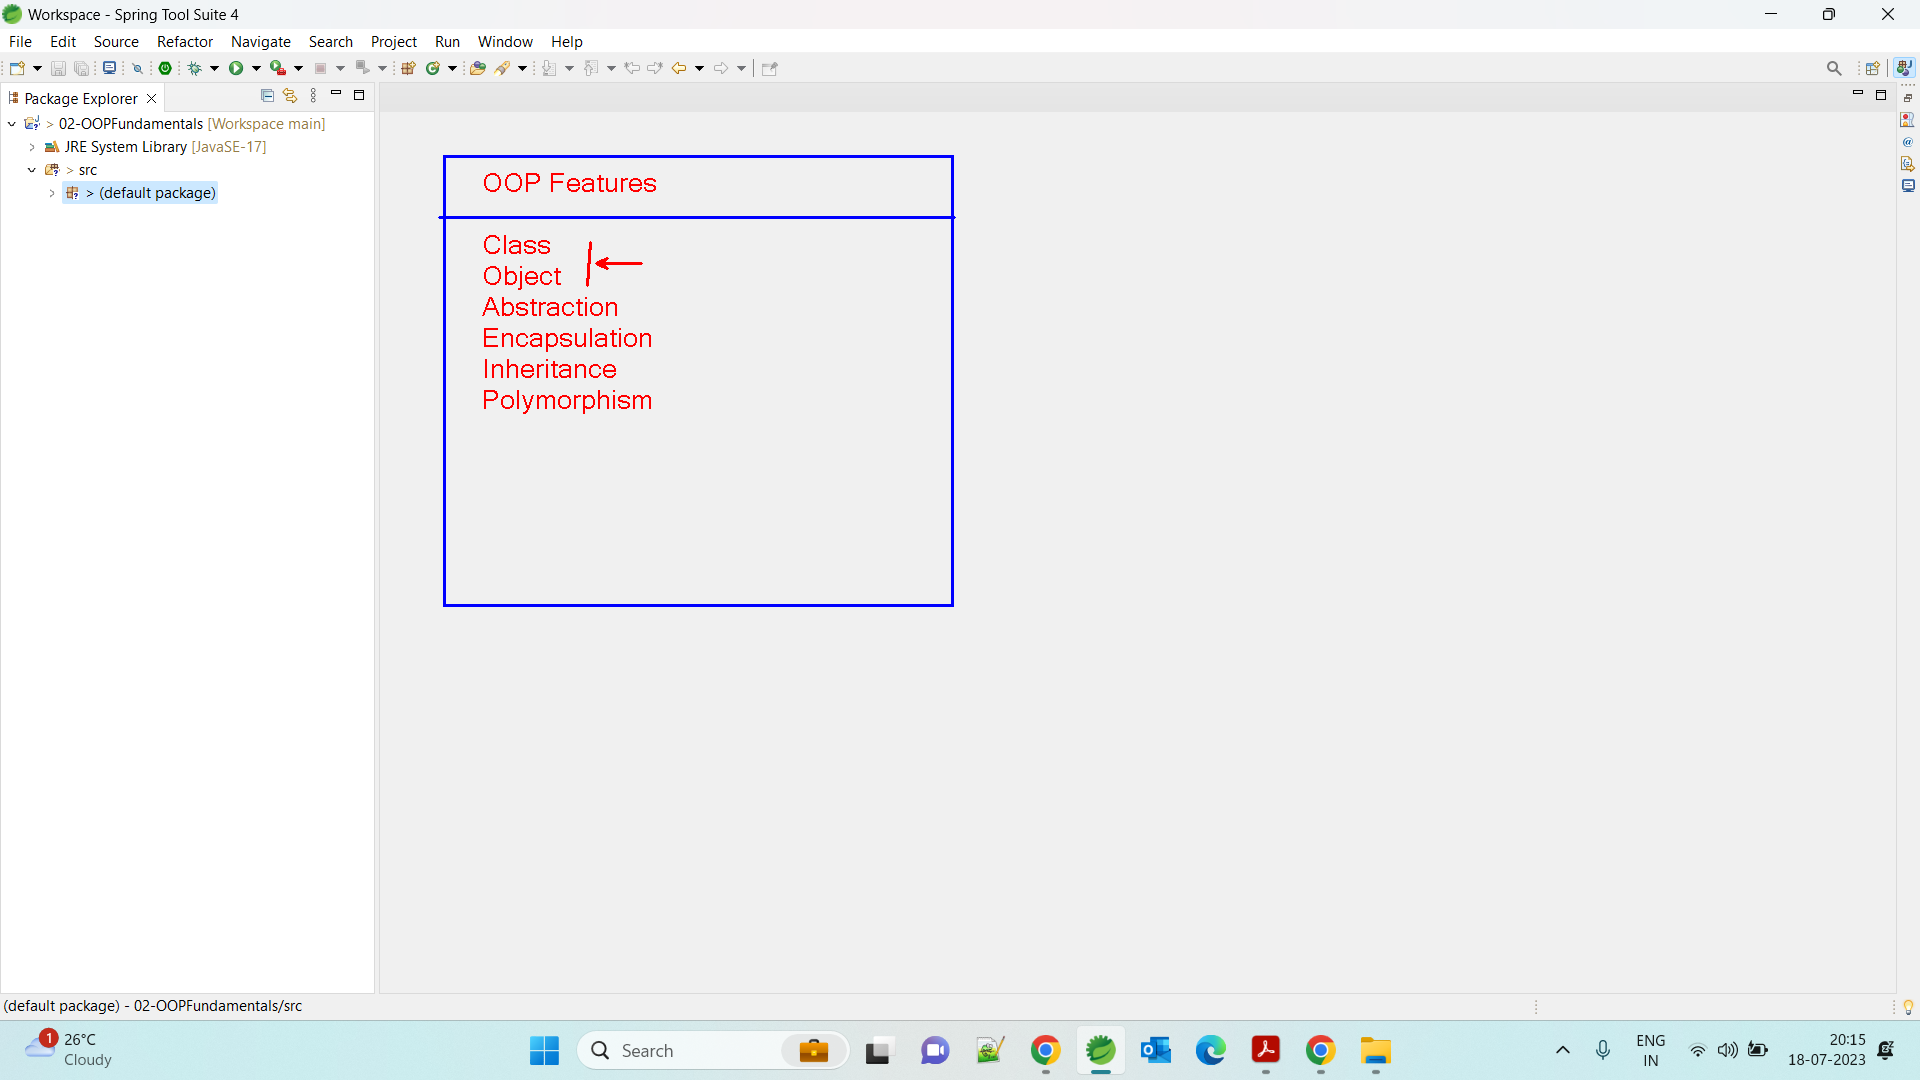 Workspace - Spring Tool Suite 4
File Edit Source Refactor Navigate Search Project Run Window Help
Package Explorer
> 02-OOPFundamentals [Workspace main]
JRE System Library [JavaSE-17]
> src
> (default package)
OOP Features
Class
Object
Abstraction
Encapsulation
Inheritance
Polymorphism
(default package) - 02-OOPFundamentals/src
1
26°C
Cloudy
Search
ENG
IN
20:15
18-07-2023